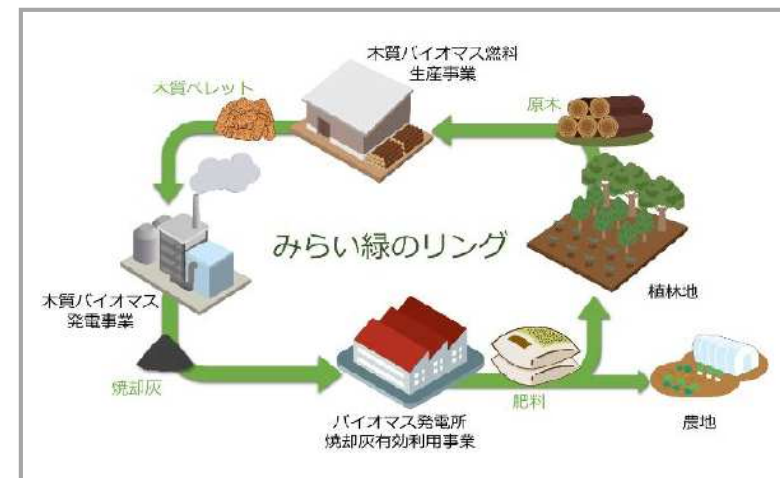 木質バイオマス燃料
生産事業
木質ペレット
原木
みらい緑のリング
植林地
木質バイオマス
発電事業
焼却灰
肥料
農地
バイオマス発電所
焼却灰有効利用事業